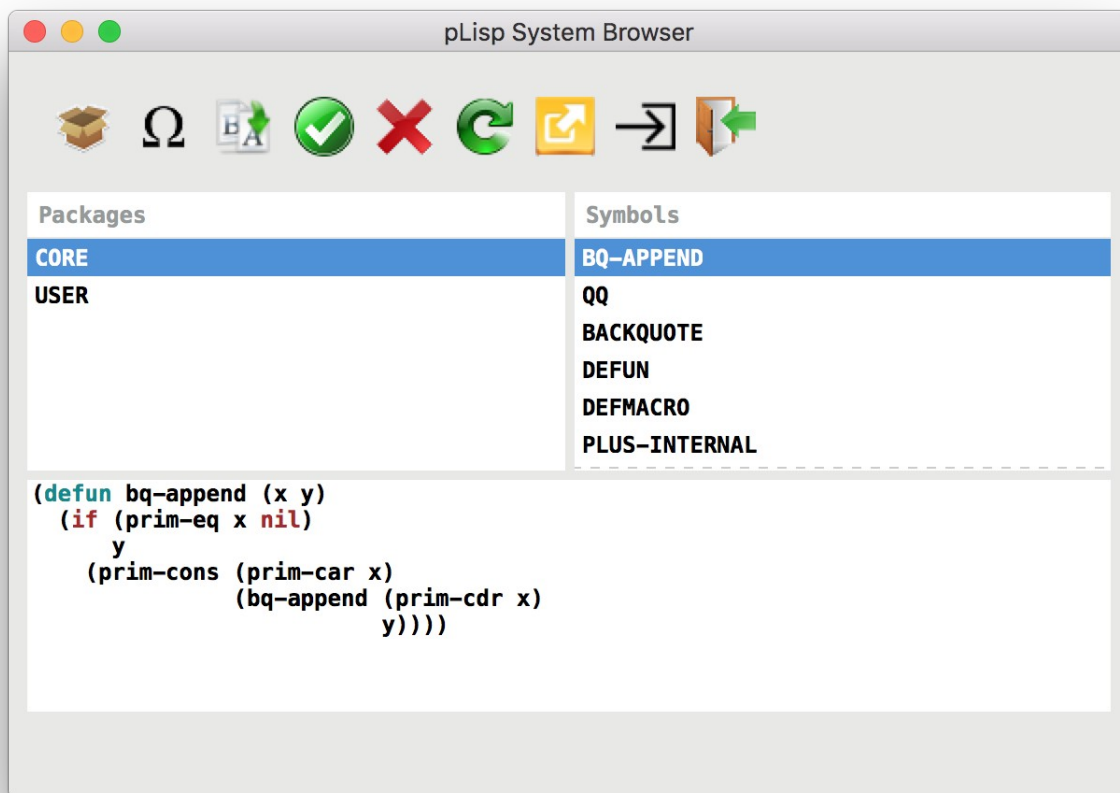 pLisp System Browser
Ω
B A
Packages
Symbols
CORE
BQ-APPEND
USER
QQ
BACKQUOTE
DEFUN
DEFMACRO
PLUS-INTERNAL
(defun bq-append (x y)
  (if (prim-eq x nil)
      y
    (prim-cons (prim-car x)
               (bq-append (prim-cdr x)
                          y))))